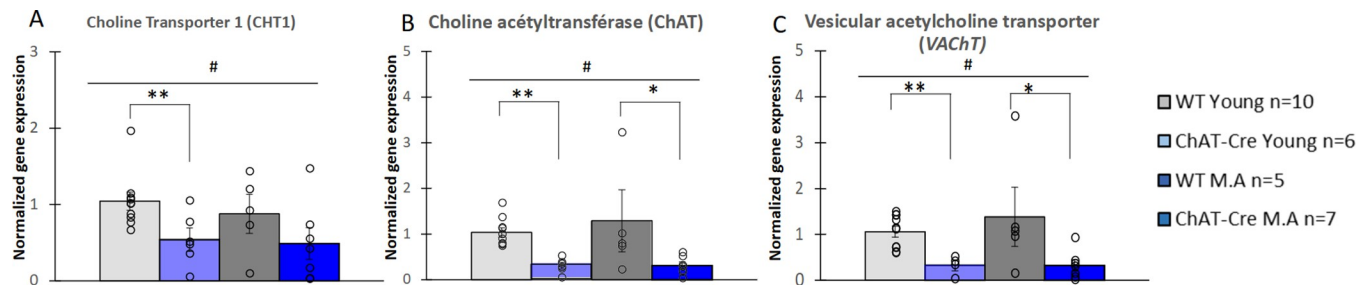 A
Choline Transporter 1 (CHT1)
Normalized gene expression
3
2
1
0
#
**
B
Choline acétyltransférase (ChAT)
Normalized gene expression
5
4
3
2
1
0
#
**
*
C
Vesicular acetylcholine transporter
(VAChT)
Normalized gene expression
5
4
3
2
1
0
#
**
*
WT Young n=10
ChAT-Cre Young n=6
WT M.A n=5
ChAT-Cre M.A n=7